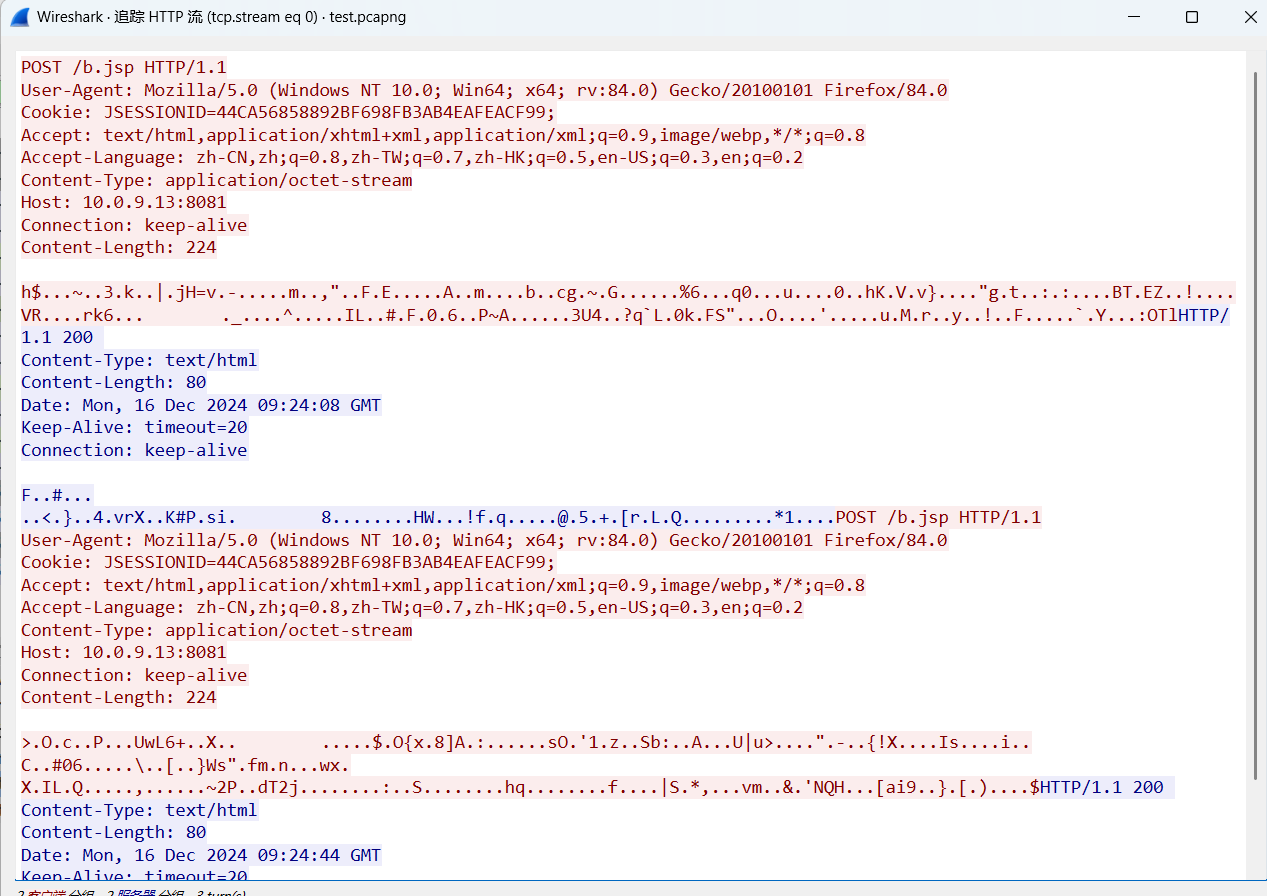 Wireshark · 追踪 HTTP 流 (tcp.stream eq 0) · test.pcapng
POST /b.jsp HTTP/1.1
User-Agent: Mozilla/5.0 (Windows NT 10.0; Win64; x64; rv:84.0) Gecko/20100101 Firefox/84.0
Cookie: JSESSIONID=44CA56858892BF698FB3AB4EAFEACF99;
Accept: text/html,application/xhtml+xml,application/xml;q=0.9,image/webp,*/*;q=0.8
Accept-Language: zh-CN,zh;q=0.8,zh-TW;q=0.7,zh-HK;q=0.5,en-US;q=0.3,en;q=0.2
Content-Type: application/octet-stream
Host: 10.0.9.13:8081
Connection: keep-alive
Content-Length: 224
h$...~..3.k..|.jH=v.-.....m..,"..F.E.....A..m....b..cg.~.G......%6...q0...u....0..hK.V.v}...."g.t..:.:....BT.EZ..!....
VR....rk6...        ._....^.....IL..#.F.0.6..P~A......3U4..?q`L.0k.FS"...O....'.....u.M.r..y..!..F.....`.Y...:OTlHTTP/
1.1 200
Content-Type: text/html
Content-Length: 80
Date: Mon, 16 Dec 2024 09:24:08 GMT
Keep-Alive: timeout=20
Connection: keep-alive
F..#...
..<.}..4.vrX..K#P.si.        8........HW...!f.q.....@.5.+.[r.L.Q.........*1....POST /b.jsp HTTP/1.1
User-Agent: Mozilla/5.0 (Windows NT 10.0; Win64; x64; rv:84.0) Gecko/20100101 Firefox/84.0
Cookie: JSESSIONID=44CA56858892BF698FB3AB4EAFEACF99;
Accept: text/html,application/xhtml+xml,application/xml;q=0.9,image/webp,*/*;q=0.8
Accept-Language: zh-CN,zh;q=0.8,zh-TW;q=0.7,zh-HK;q=0.5,en-US;q=0.3,en;q=0.2
Content-Type: application/octet-stream
Host: 10.0.9.13:8081
Connection: keep-alive
Content-Length: 224
>.O.c..P...UwL6+..X..        .....$.O{x.8]A.:......sO.'1.z..Sb:..A...U|u>....".-..{!X....Is....i..
C..#06.....\..[..}Ws".fm.n...wx.
X.IL.Q.....,......~2P..dT2j........:..S........hq........f....|S.*,...vm..&.'NQH...[ai9..}.[.)....$HTTP/1.1 200
Content-Type: text/html
Content-Length: 80
Date: Mon, 16 Dec 2024 09:24:44 GMT
Keep-Alive: timeout=20